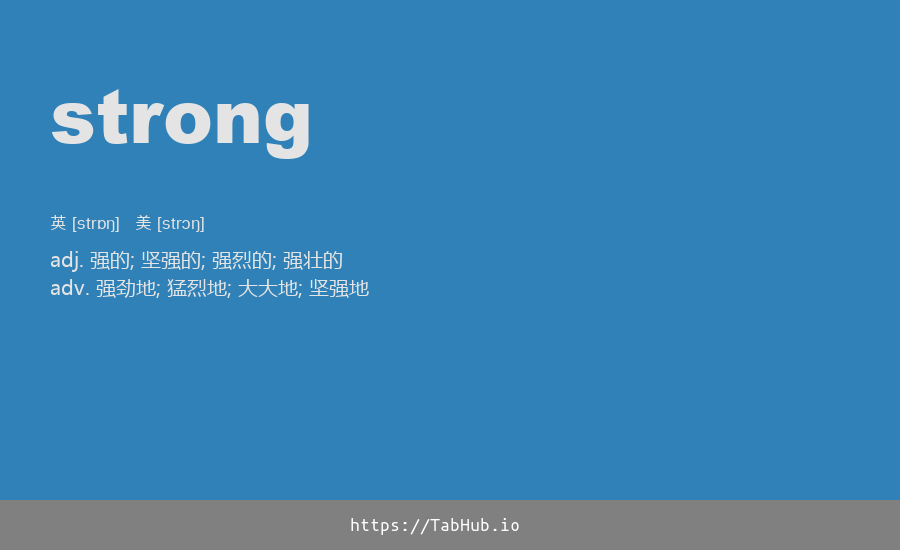 strong
英 [strɒŋ] 美 [strɔŋ]
adj. 强的; 坚强的; 强烈的; 强壮的
adv. 强劲地; 猛烈地; 大大地; 坚强地
https://TabHub.io